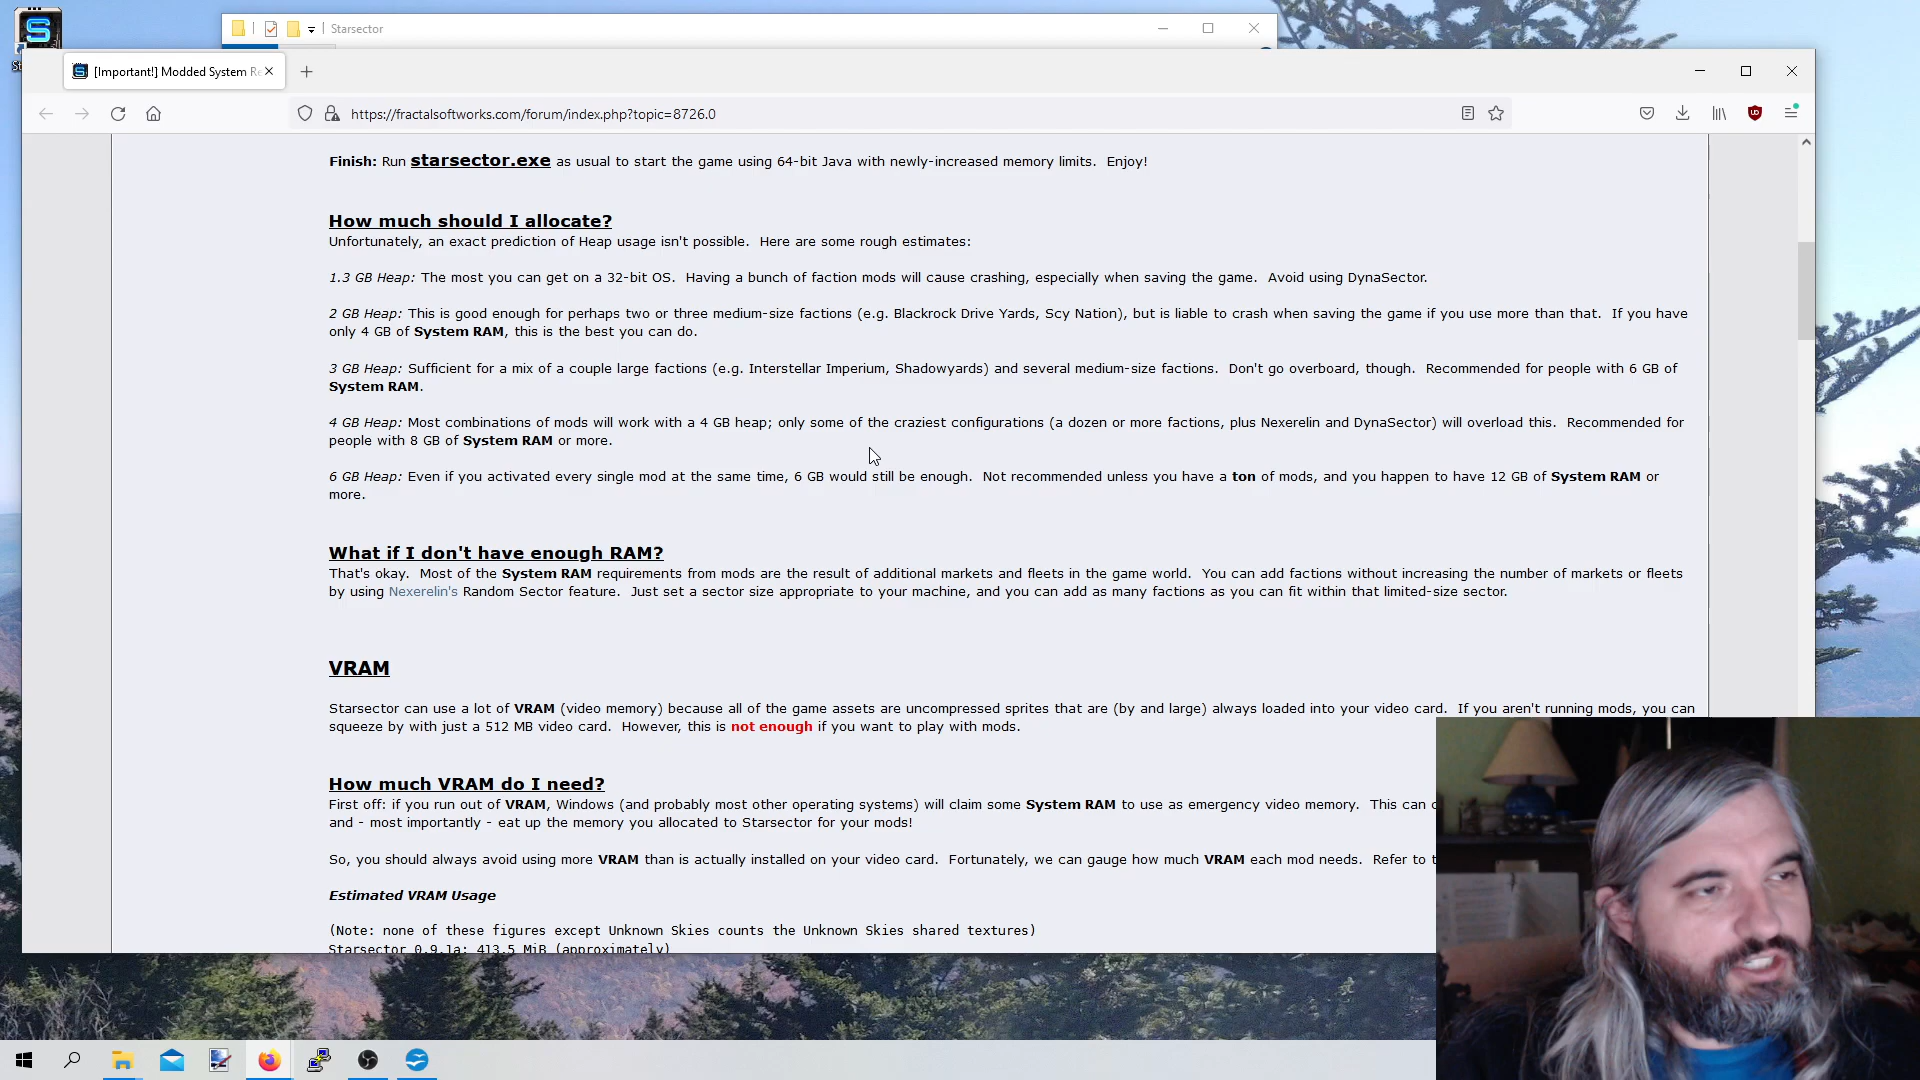 Starsector
[Important!] Modded System Re
https://fractalsoftworks.com/forum/index.php?topic=8726.0
Finish: Run starsector.exe as usual to start the game using 64-bit Java with newly-increased memory limits. Enjoy!
How much should I allocate?
Unfortunately, an exact prediction of Heap usage isn't possible. Here are some rough estimates:
1.3 GB Heap: The most you can get on a 32-bit OS. Having a bunch of faction mods will cause crashing, especially when saving the game. Avoid using DynaSector.
2 GB Heap: This is good enough for perhaps two or three medium-size factions (e.g. Blackrock Drive Yards, Scy Nation), but is liable to crash when saving the game if you use more than that. If you have
only 4 GB of System RAM, this is the best you can do.
3 GB Heap: Sufficient for a mix of a couple large factions (e.g. Interstellar Imperium, Shadowyards) and several medium-size factions. Don't go overboard, though. Recommended for people with 6 GB of
System RAM.
4 GB Heap: Most combinations of mods will work with a 4 GB heap; only some of the craziest configurations (a dozen or more factions, plus Nexerelin and DynaSector) will overload this. Recommended for
people with 8 GB of System RAM or more.
6 GB Heap: Even if you activated every single mod at the same time, 6 GB would still be enough. Not recommended unless you have a ton of mods, and you happen to have 12 GB of System RAM or
more.
What if I don't have enough RAM?
That's okay. Most of the System RAM requirements from mods are the result of additional markets and fleets in the game world. You can add factions without increasing the number of markets or fleets
by using Nexerelin's Random Sector feature. Just set a sector size appropriate to your machine, and you can add as many factions as you can fit within that limited-size sector.
VRAM
Starsector can use a lot of VRAM (video memory) because all of the game assets are uncompressed sprites that are (by and large) always loaded into your video card. If you aren't running mods, you can
squeeze by with just a 512 MB video card. However, this is not enough if you want to play with mods.
How much VRAM do I need?
First off: if you run out of VRAM, Windows (and probably most other operating systems) will claim some System RAM to use as emergency video memory. This can
and - most importantly - eat up the memory you allocated to Starsector for your mods!
So, you should always avoid using more VRAM than is actually installed on your video card. Fortunately, we can gauge how much VRAM each mod needs. Refer to
Estimated VRAM Usage
(Note: none of these figures except Unknown Skies counts the Unknown Skies shared textures)
Starsector 0.9.1a: 413.5 MiB (approximately)